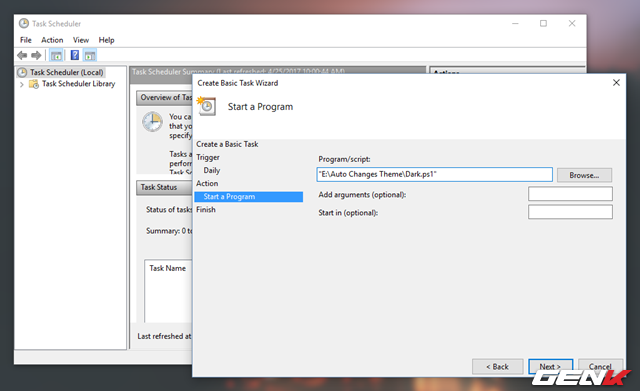 Task Scheduler
File Action View Help
Task Scheduler (Local)
Task Scheduler Library
Task Scheduler Summary (Last refreshed: 4/25/2017 10:00:44 AM)
Actions
Overview of Tas
You ca
that yo
specify
Tasks a
perform
Task Status
Status of tasks
Summary: 0 to
Task Name
Last refreshed at
Create Basic Task Wizard
Start a Program
Create a Basic Task
Trigger
Daily
Action
Start a Program
Finish
Program/script:
"E:\Auto Changes Theme\Dark.ps1"
Browse...
Add arguments (optional):
Start in (optional):
< Back
Next >
Cancel
GENK